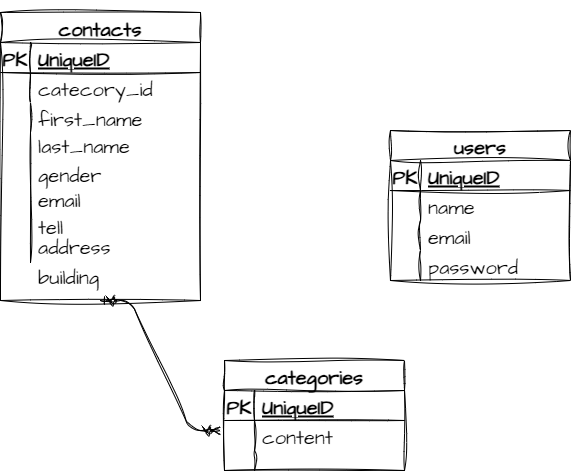 contacts
PK UniqueID
catecory_id
first_name
last_name
gender
email
tell
address
building
users
PK UniqueID
name
email
password
categories
PK UniqueID
content